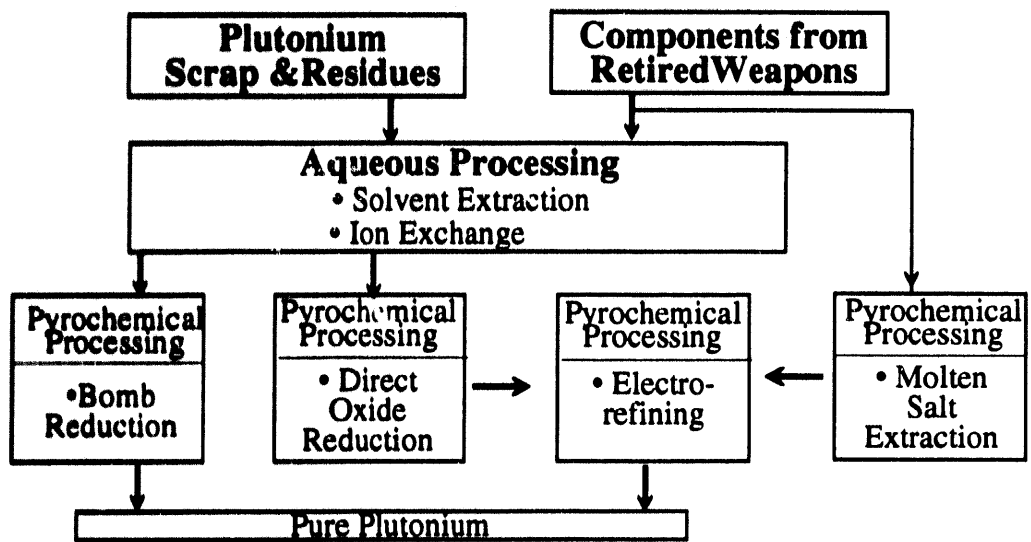 Plutonium
Scrap &Residues
Components from
RetiredWeapons
Aqueous Processing
• Solvent Extraction
• Ion Exchange
Pyrochemical
Processing
•Bomb
Reduction
Pyrochemical
Processing
• Direct
Oxide
Reduction
Pyrochemical
Processing
• Electro-
refining
Pyrochemical
Processing
• Molten
Salt
Extraction
Pure Plutonium